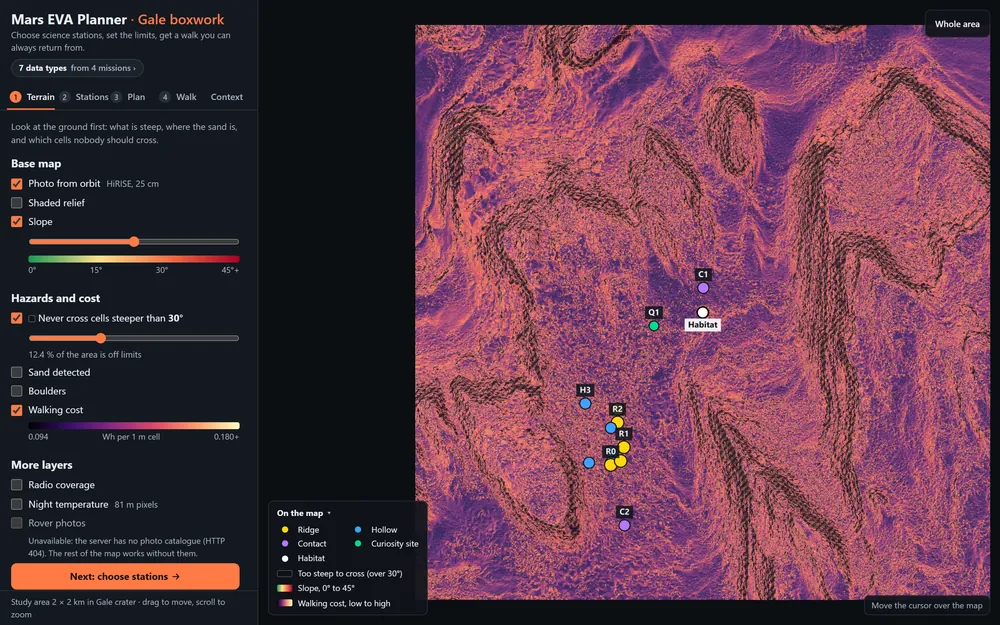 Mars EVA Planner · Gale boxwork
Choose science stations, set the limits, get a walk you can
always return from.
7 data types from 4 missions ›
1 Terrain 2 Stations 3 Plan 4 Walk Context
Look at the ground first: what is steep, where the sand is,
and which cells nobody should cross.
Base map
Photo from orbit HiRISE, 25 cm
Shaded relief
Slope
0° 15° 30° 45°+
Hazards and cost
Never cross cells steeper than 30°
12.4 % of the area is off limits
Sand detected
Boulders
Walking cost
0.094 Wh per 1 m cell 0.180+
More layers
Radio coverage
Night temperature 81 m pixels
Rover photos
Unavailable: the server has no photo catalogue (HTTP
404). The rest of the map works without them.
Next: choose stations →
Study area 2 × 2 km in Gale crater · drag to move, scroll to
zoom
Whole area
C1
Q1
Habitat
H3
R2
R1
R0
C2
On the map
Ridge Hollow
Contact Curiosity site
Habitat
Too steep to cross (over 30°)
Slope, 0° to 45°
Walking cost, low to high
Move the cursor over the map